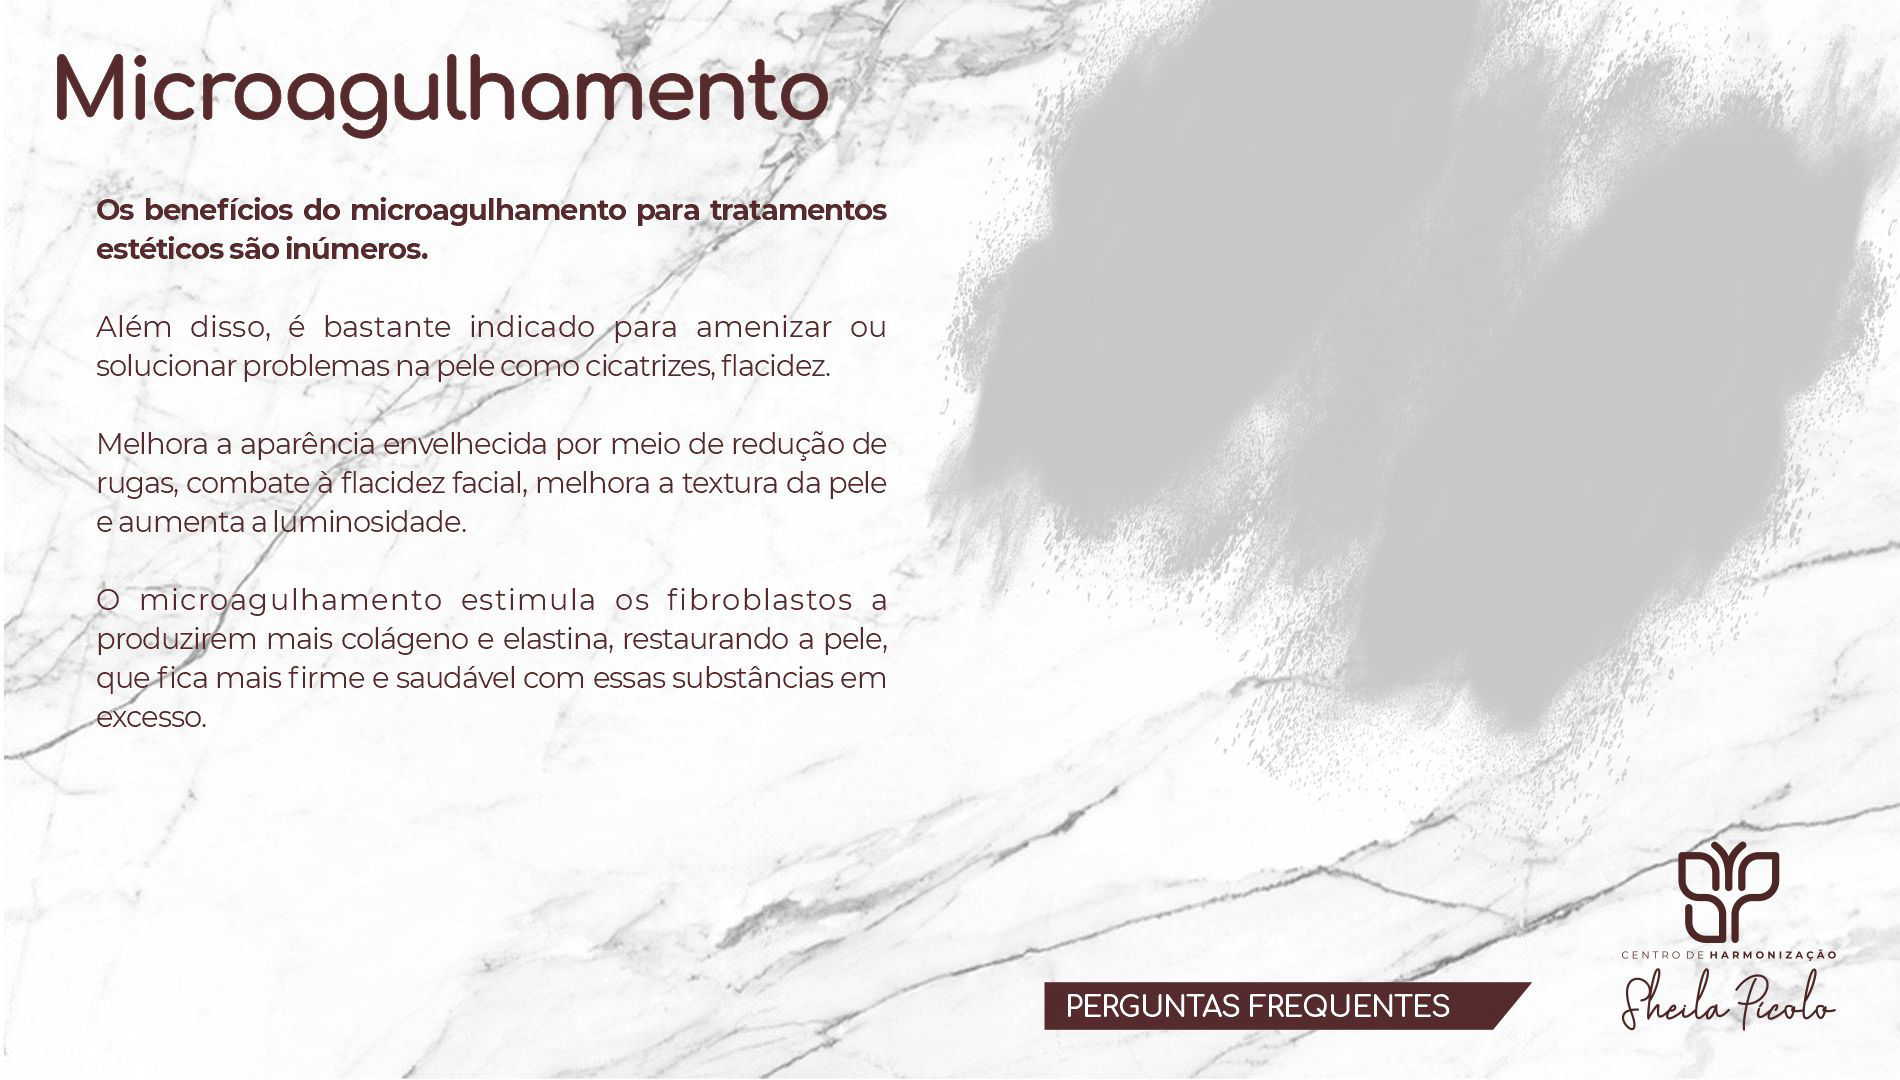 Microagulhamento
Os benefícios do microagulhamento para tratamentos
estéticos são inúmeros.
Além disso, é bastante indicado para amenizar ou
solucionar problemas na pele como cicatrizes, flacidez.
Melhora a aparência envelhecida por meio de redução de
rugas, combate à flacidez facial, melhora a textura da pele
e aumenta a luminosidade.
O microagulhamento estimula os fibroblastos a
produzirem mais colágeno e elastina, restaurando a pele,
que fica mais firme e saudável com essas substâncias em
excesso.
CENTRO DE HARMONIZAÇÃO
Sheila Picolo
PERGUNTAS FREQUENTES